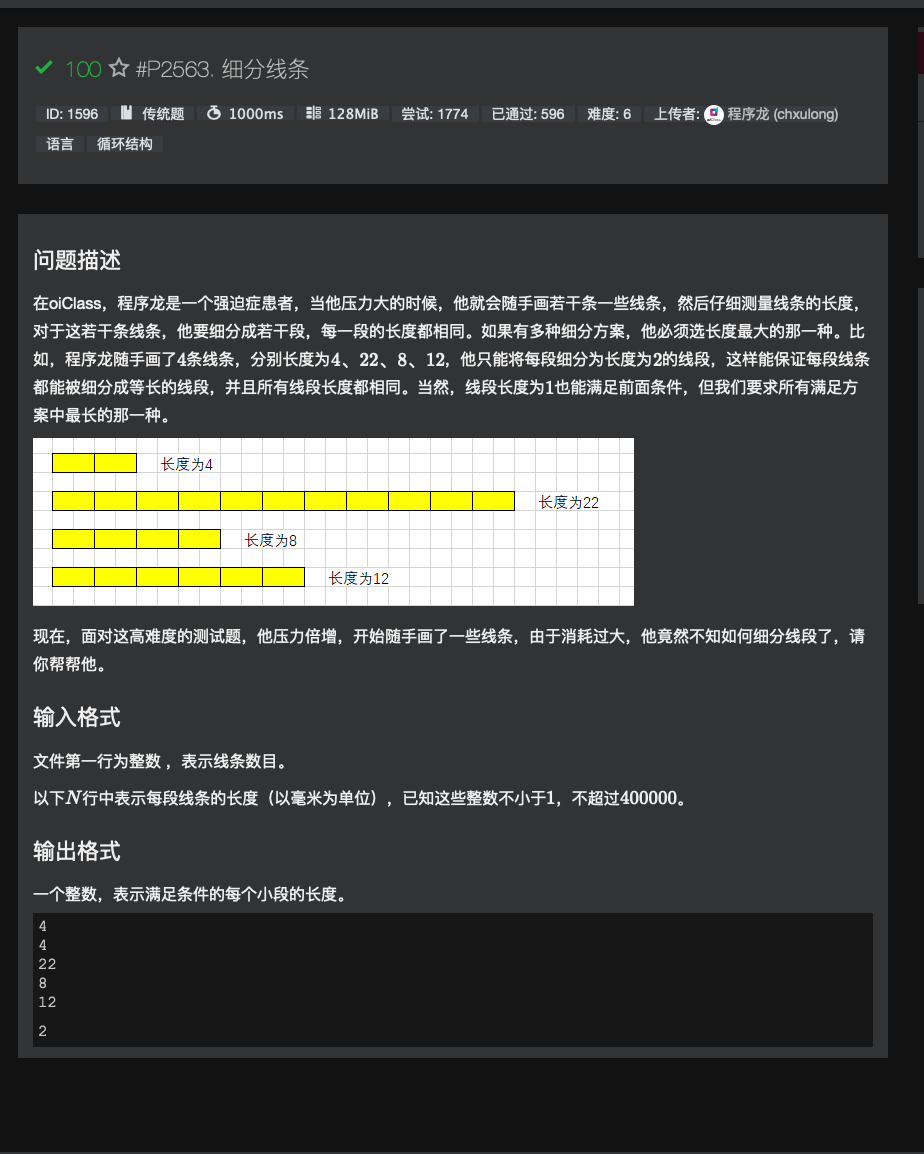 100 #P2563. 细分线条
ID: 1596 传统题 1000ms 128MiB 尝试: 1774 已通过: 596 难度: 6 上传者: 程序龙 (chxulong)
语言 循环结构
问题描述
在oiClass，程序龙是一个强迫症患者，当他压力大的时候，他就会随手画若干条一些线条，然后仔细测量线条的长度，
对于这若干条线条，他要细分成若干段，每一段的长度都相同。如果有多种细分方案，他必须选长度最大的那一种。比
如，程序龙随手画了4条线条，分别长度为4、22、8、12，他只能将每段细分为长度为2的线段，这样能保证每段线条
都能被细分成等长的线段，并且所有线段长度都相同。当然，线段长度为1也能满足前面条件，但我们要求所有满足方
案中最长的那一种。
长度为4
长度为22
长度为8
长度为12
现在，面对这高难度的测试题，他压力倍增，开始随手画了一些线条，由于消耗过大，他竟然不知如何细分线段了，请
你帮帮他。
输入格式
文件第一行为整数 ，表示线条数目。
以下N行中表示每段线条的长度（以毫米为单位），已知这些整数不小于1，不超过400000。
输出格式
一个整数，表示满足条件的每个小段的长度。
4
4
22
8
12
2